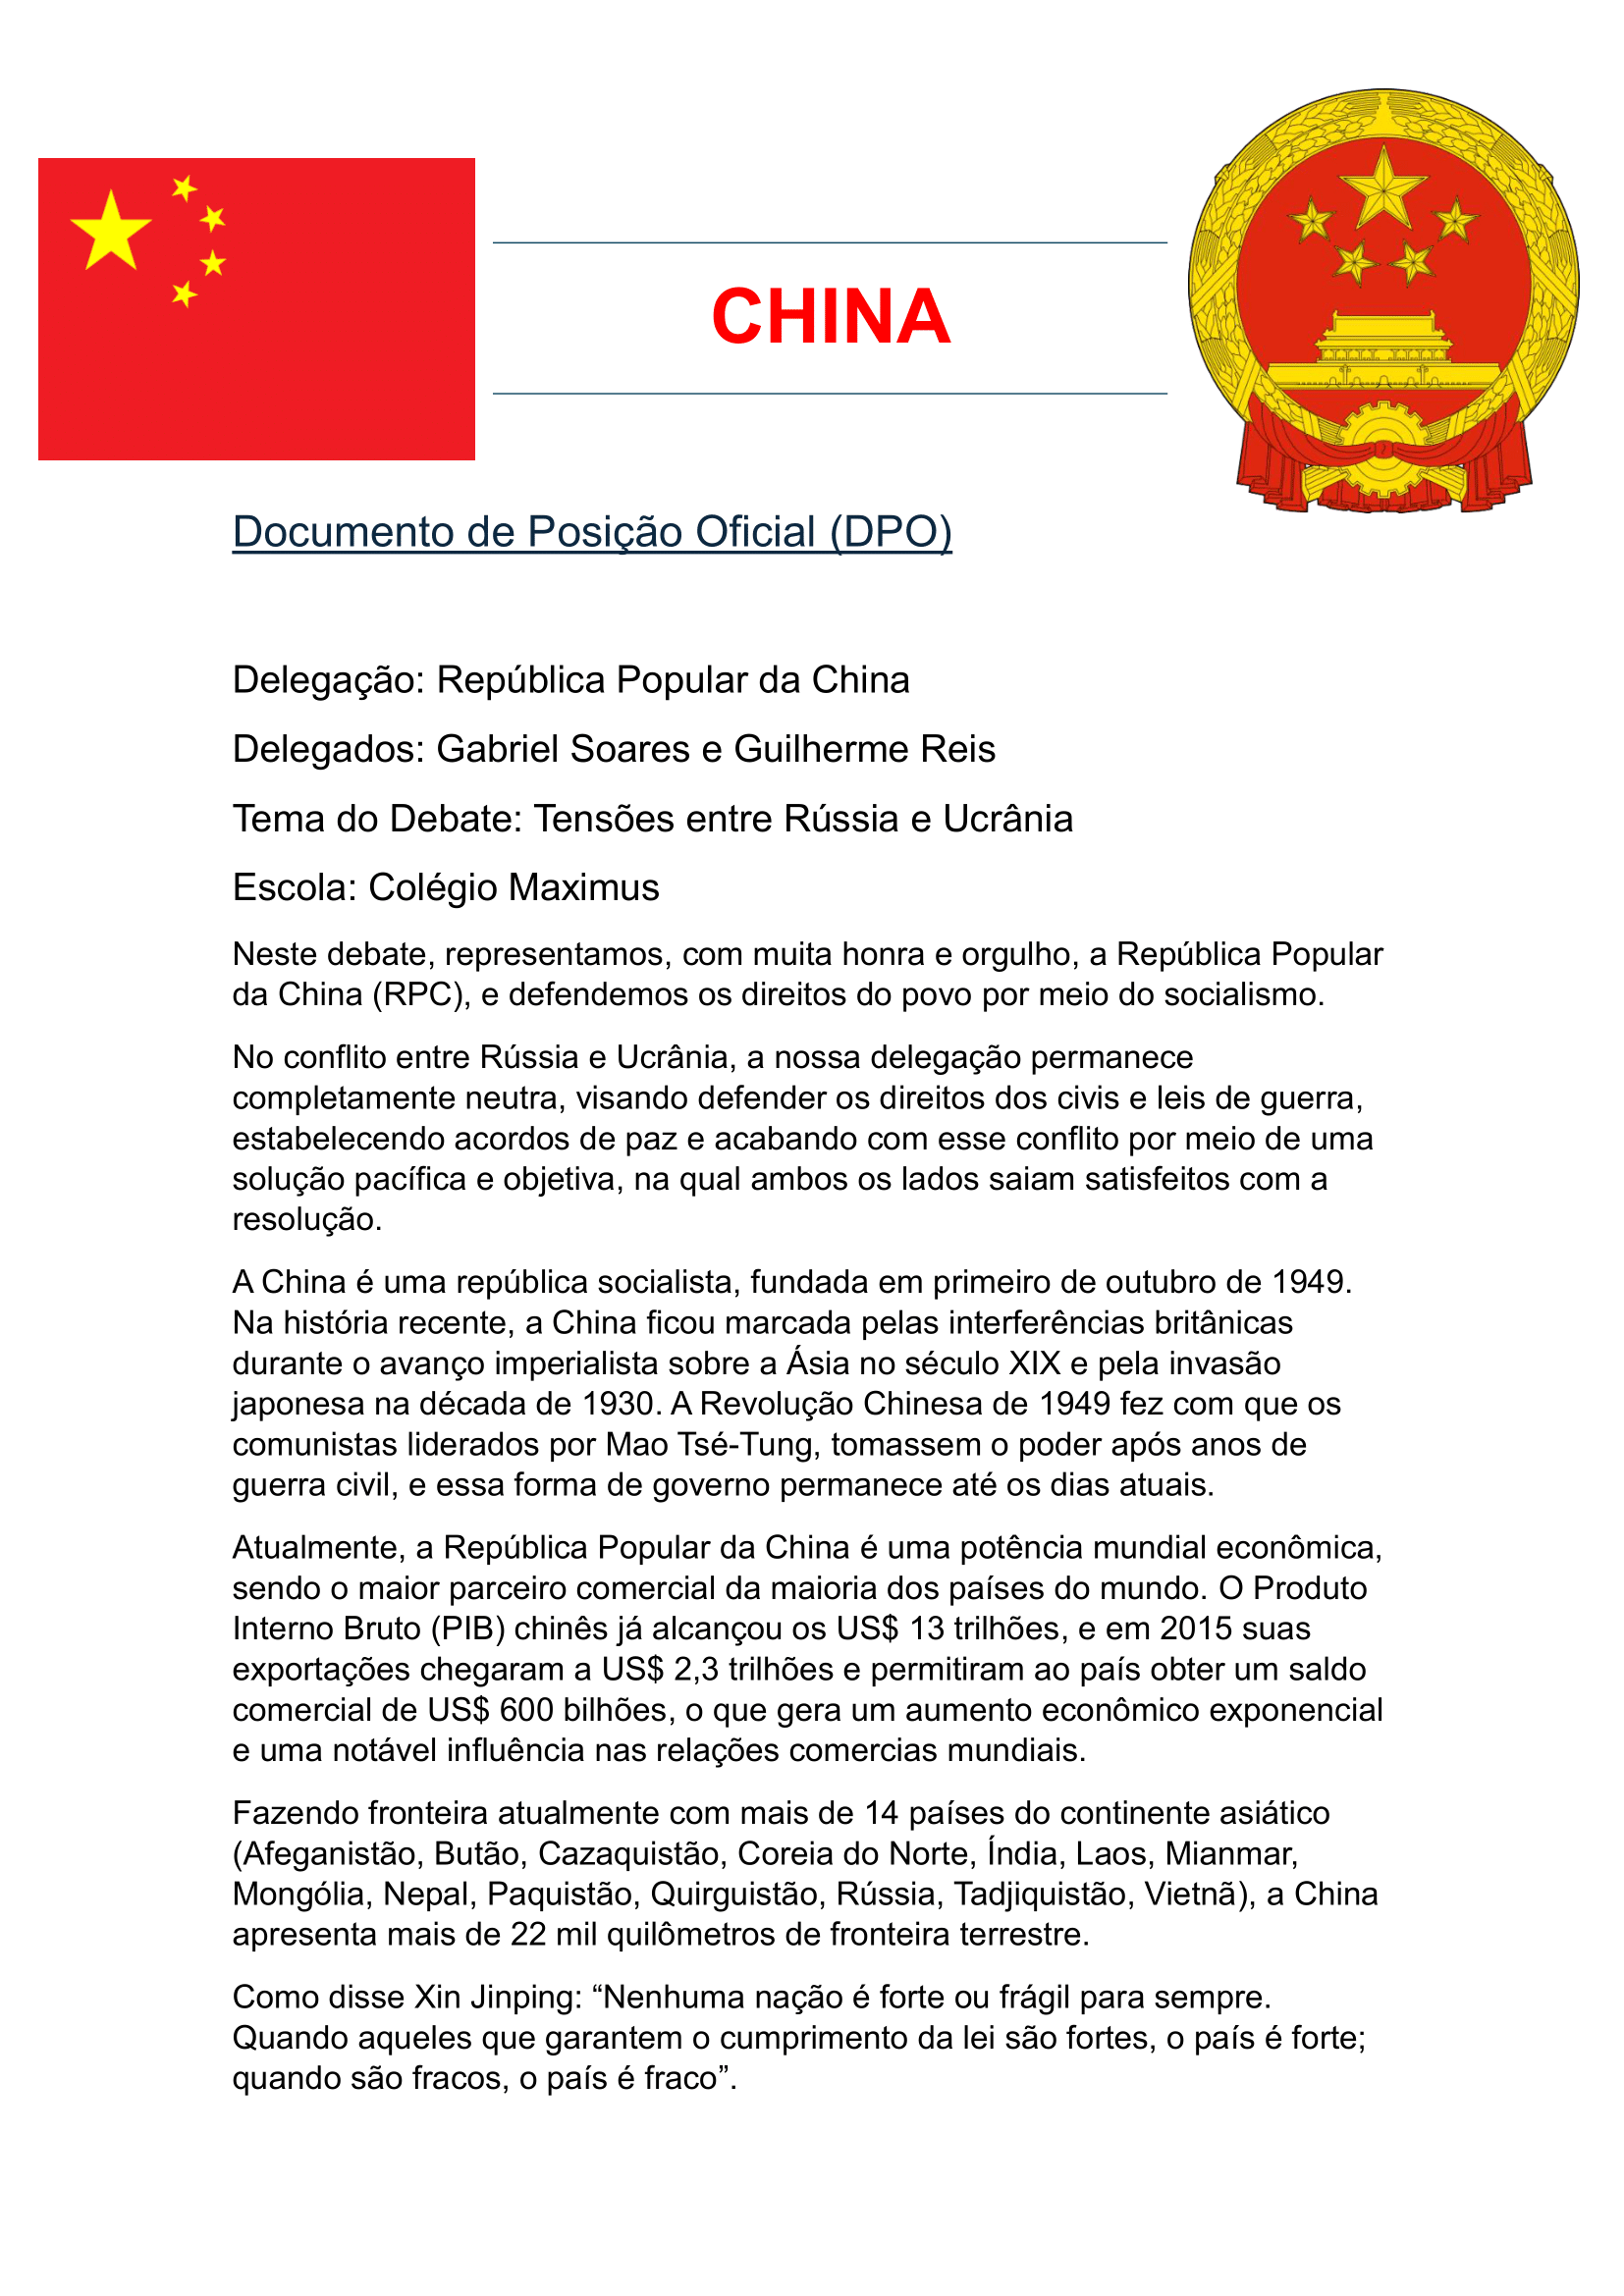 CHINA
Documento de Posição Oficial (DPO)
Delegação: República Popular da China
Delegados: Gabriel Soares e Guilherme Reis
Tema do Debate: Tensões entre Rússia e Ucrânia
Escola: Colégio Maximus
Neste debate, representamos, com muita honra e orgulho, a República Popular
da China (RPC), e defendemos os direitos do povo por meio do socialismo.
No conflito entre Rússia e Ucrânia, a nossa delegação permanece
completamente neutra, visando defender os direitos dos civis e leis de guerra,
estabelecendo acordos de paz e acabando com esse conflito por meio de uma
solução pacífica e objetiva, na qual ambos os lados saiam satisfeitos com a
resolução.
A China é uma república socialista, fundada em primeiro de outubro de 1949.
Na história recente, a China ficou marcada pelas interferências britânicas
durante o avanço imperialista sobre a Ásia no século XIX e pela invasão
japonesa na década de 1930. A Revolução Chinesa de 1949 fez com que os
comunistas liderados por Mao Tsé-Tung, tomassem o poder após anos de
guerra civil, e essa forma de governo permanece até os dias atuais.
Atualmente, a República Popular da China é uma potência mundial econômica,
sendo o maior parceiro comercial da maioria dos países do mundo. O Produto
Interno Bruto (PIB) chinês já alcançou os US$ 13 trilhões, e em 2015 suas
exportações chegaram a US$ 2,3 trilhões e permitiram ao país obter um saldo
comercial de US$ 600 bilhões, o que gera um aumento econômico exponencial
e uma notável influência nas relações comercias mundiais.
Fazendo fronteira atualmente com mais de 14 países do continente asiático
(Afeganistão, Butão, Cazaquistão, Coreia do Norte, Índia, Laos, Mianmar,
Mongólia, Nepal, Paquistão, Quirguistão, Rússia, Tadjiquistão, Vietnã), a China
apresenta mais de 22 mil quilômetros de fronteira terrestre.
Como disse Xin Jinping: “Nenhuma nação é forte ou frágil para sempre.
Quando aqueles que garantem o cumprimento da lei são fortes, o país é forte;
quando são fracos, o país é fraco”.